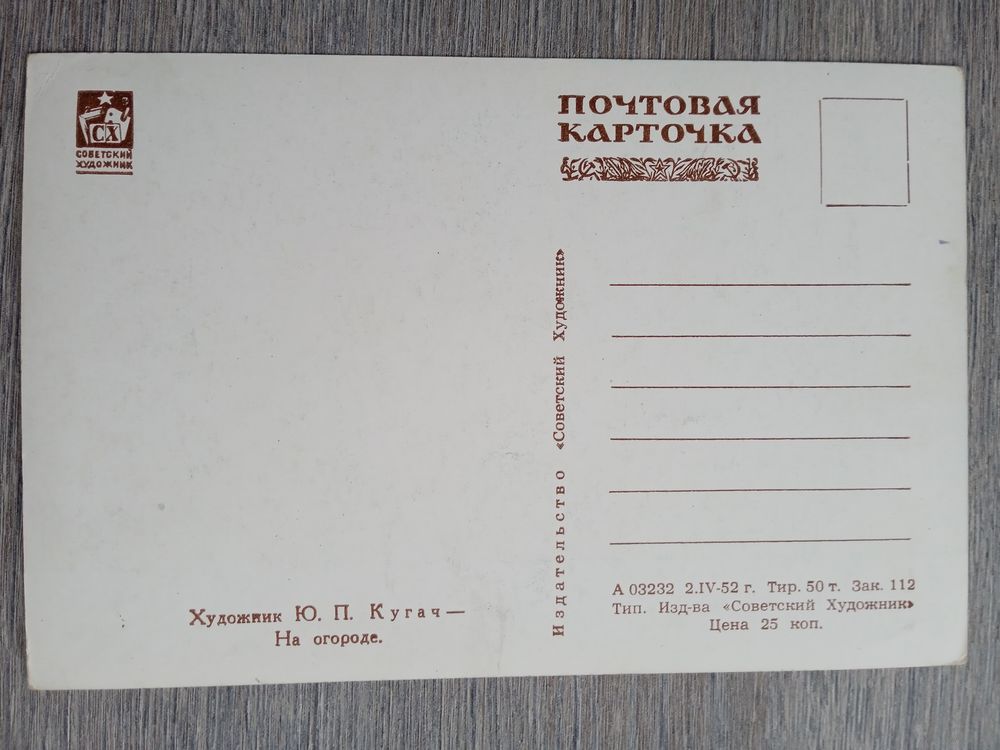 СХ
СОВЕТСКИЙ
ХУДОЖНИК
ПОЧТОВАЯ
КАРТОЧКА
Издательство «Советский Художник»
Художник Ю. П. Кугач —
На огороде.
А 03232 2.IV-52 г. Тир. 50 т. Зак. 112
Тип. Изд-ва «Советский Художник»
Цена 25 коп.